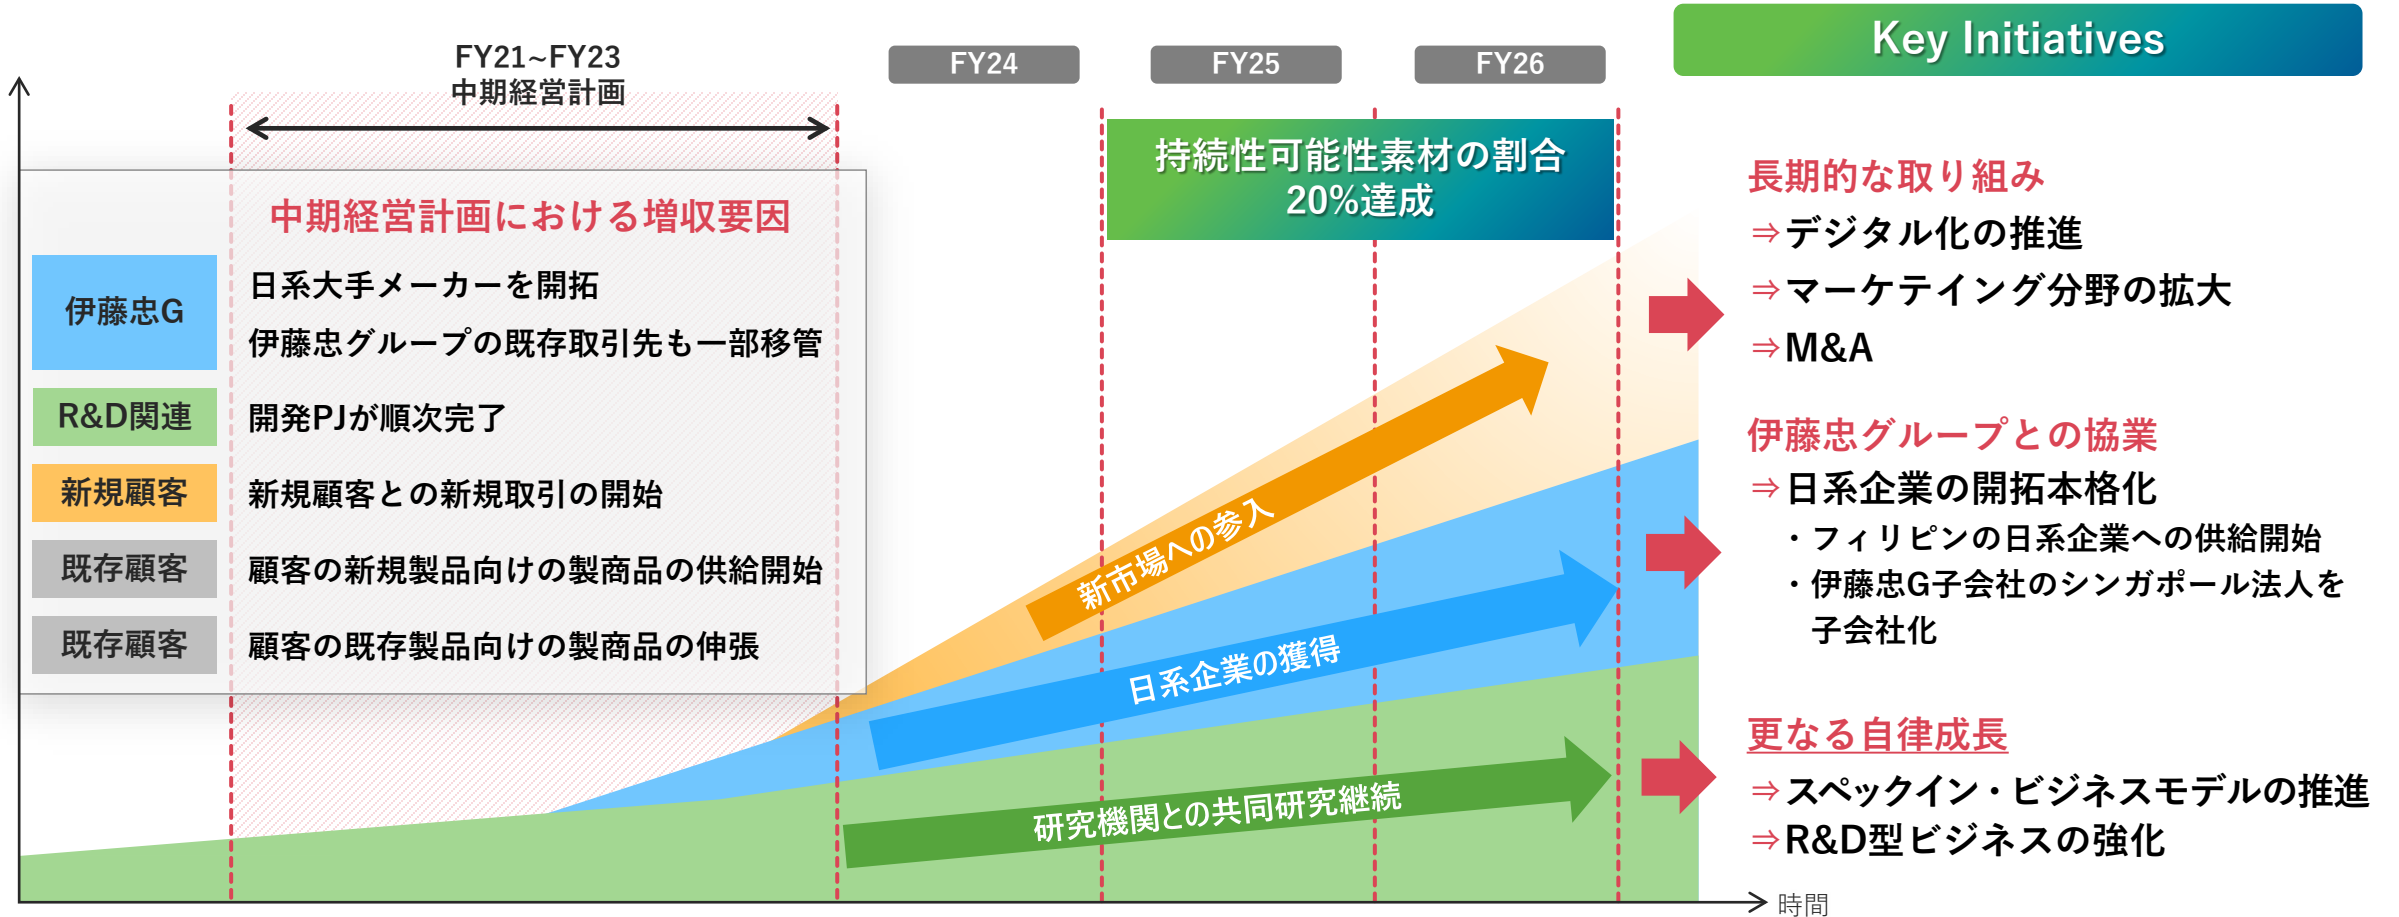 FY21~FY23
中期経営計画
FY24
FY25
FY26
Key Initiatives
持続性可能性素材の割合
20%達成
中期経営計画における増収要因
伊藤忠G
日系大手メーカーを開拓
伊藤忠グループの既存取引先も一部移管
R&D関連
開発PJが順次完了
新規顧客
新規顧客との新規取引の開始
既存顧客
顧客の新規製品向けの製商品の供給開始
既存顧客
顧客の既存製品向けの製商品の伸張
新市場への参入
日系企業の獲得
研究機関との共同研究継続
時間
長期的な取り組み
⇒デジタル化の推進
⇒マーケテイング分野の拡大
⇒M&A
伊藤忠グループとの協業
⇒日系企業の開拓本格化
・フィリピンの日系企業への供給開始
・伊藤忠G子会社のシンガポール法人を
子会社化
更なる自律成長
⇒スペックイン・ビジネスモデルの推進
⇒R&D型ビジネスの強化